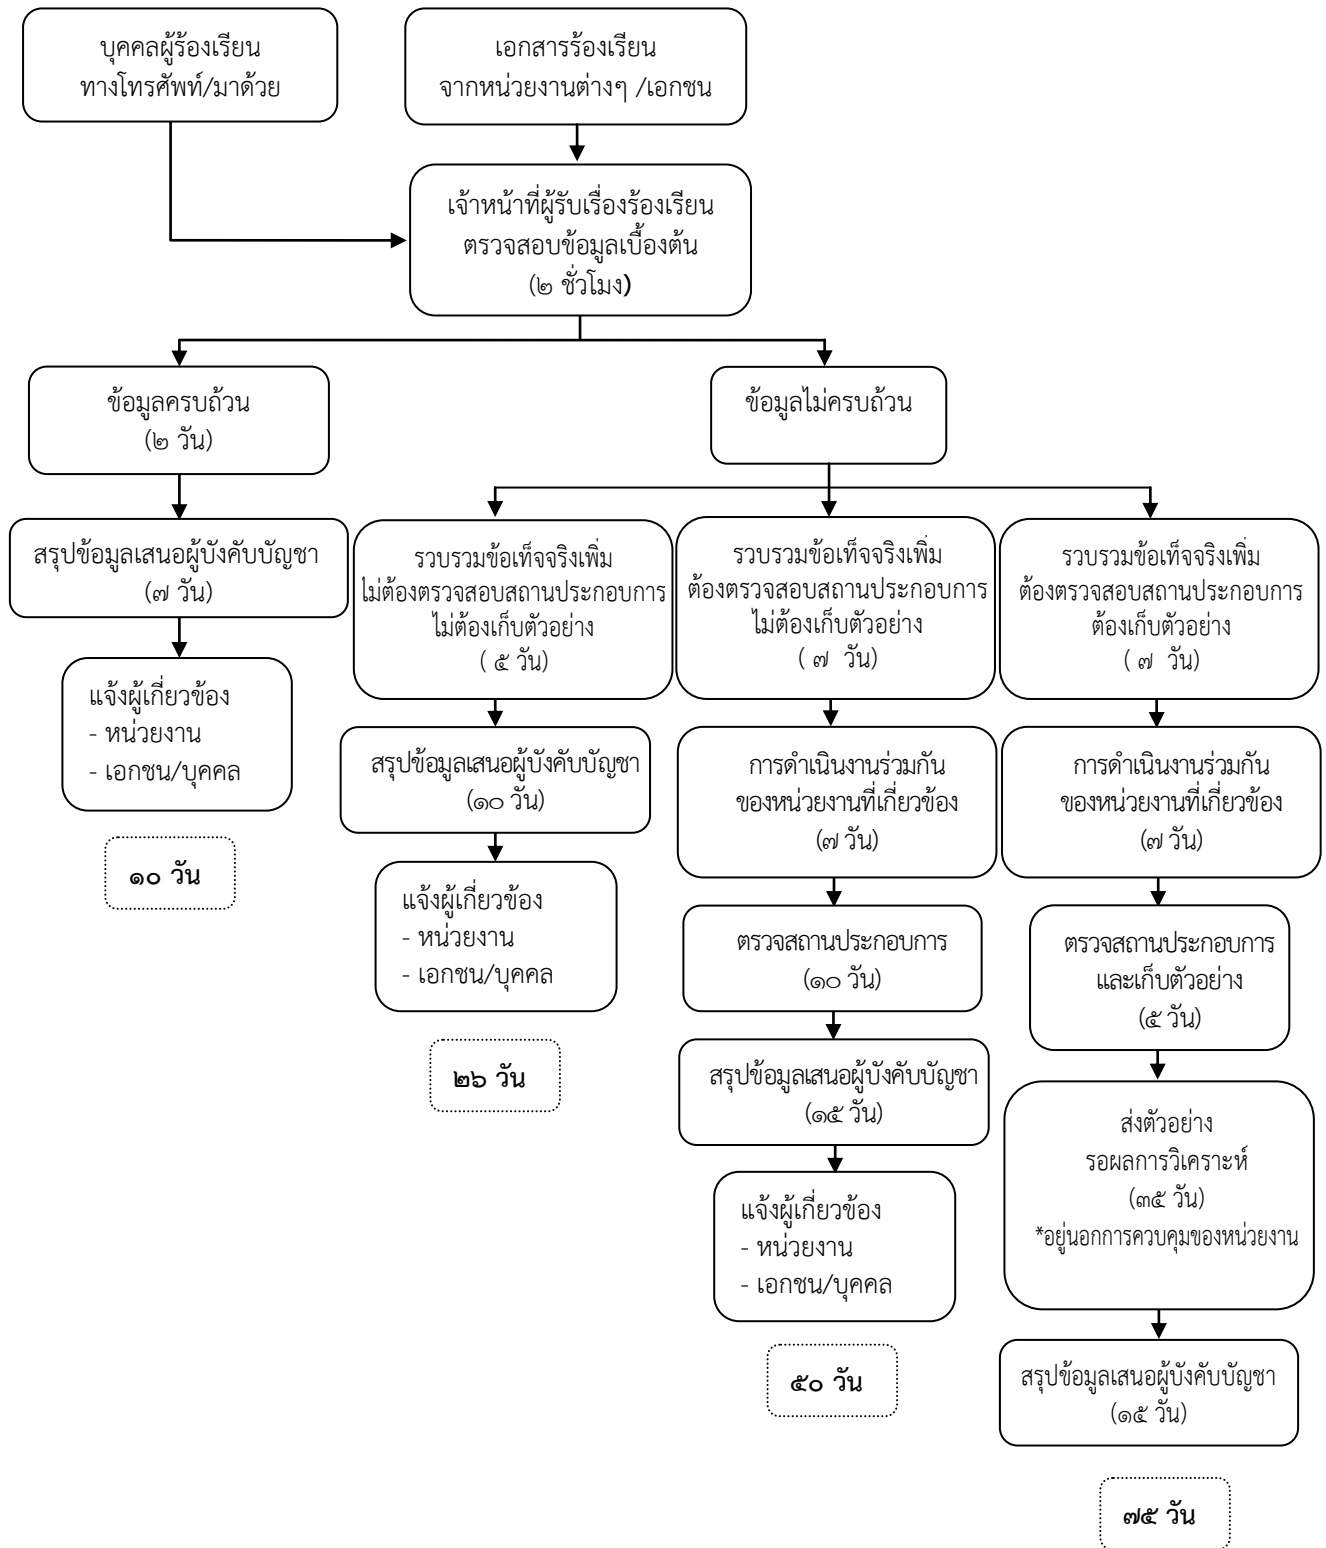 บุคคลผู้ร้องเรียน
ทางโทรศัพท์/มาด้วย
เอกสารร้องเรียน
จากหน่วยงานต่างๆ /เอกชน
เจ้าหน้าที่ผู้รับเรื่องร้องเรียน
ตรวจสอบข้อมูลเบื้องต้น
(๒ ชั่วโมง)
ข้อมูลครบถ้วน
(๒ วัน)
ข้อมูลไม่ครบถ้วน
สรุปข้อมูลเสนอผู้บังคับบัญชา
(๗ วัน)
แจ้งผู้เกี่ยวข้อง
- หน่วยงาน
- เอกชน/บุคคล
๑๐ วัน
รวบรวมข้อเท็จจริงเพิ่ม
ไม่ต้องตรวจสอบสถานประกอบการ
ไม่ต้องเก็บตัวอย่าง
( ๕ วัน)
สรุปข้อมูลเสนอผู้บังคับบัญชา
(๑๐ วัน)
แจ้งผู้เกี่ยวข้อง
- หน่วยงาน
- เอกชน/บุคคล
๒๖ วัน
รวบรวมข้อเท็จจริงเพิ่ม
ต้องตรวจสอบสถานประกอบการ
ไม่ต้องเก็บตัวอย่าง
( ๗ วัน)
การดำเนินงานร่วมกัน
ของหน่วยงานที่เกี่ยวข้อง
(๗ วัน)
ตรวจสถานประกอบการ
(๑๐ วัน)
สรุปข้อมูลเสนอผู้บังคับบัญชา
(๑๕ วัน)
แจ้งผู้เกี่ยวข้อง
- หน่วยงาน
- เอกชน/บุคคล
๕๐ วัน
รวบรวมข้อเท็จจริงเพิ่ม
ต้องตรวจสอบสถานประกอบการ
ต้องเก็บตัวอย่าง
( ๗ วัน)
การดำเนินงานร่วมกัน
ของหน่วยงานที่เกี่ยวข้อง
(๗ วัน)
ตรวจสถานประกอบการ
และเก็บตัวอย่าง
(๕ วัน)
ส่งตัวอย่าง
รอผลการวิเคราะห์
(๓๕ วัน)
*อยู่นอกการควบคุมของหน่วยงาน
สรุปข้อมูลเสนอผู้บังคับบัญชา
(๑๕ วัน)
๗๕ วัน